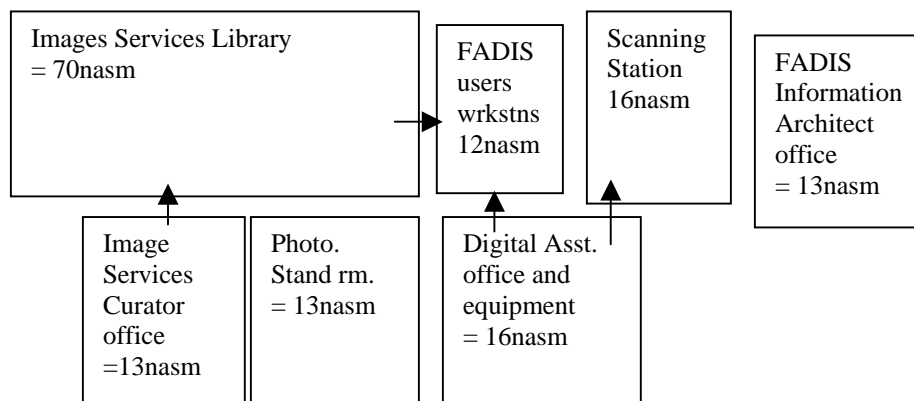 Images Services Library
= 70nasm
FADIS
users
wrkstns
12nasm
Scanning
Station
16nasm
FADIS
Information
Architect
office
= 13nasm
Image
Services
Curator
office
=13nasm
Photo.
Stand rm.
= 13nasm
Digital Asst.
office and
equipment
= 16nasm